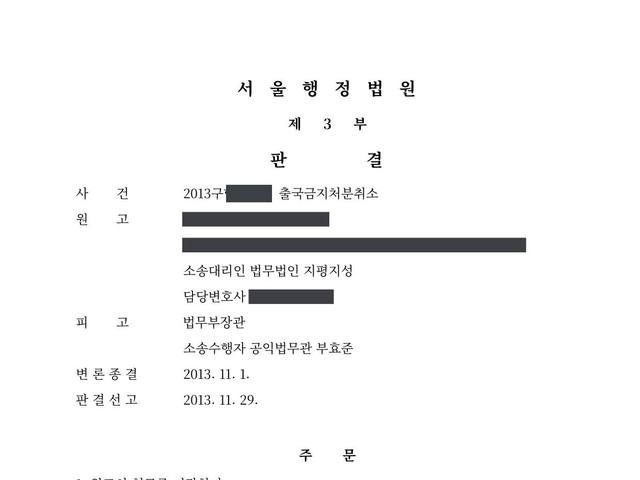 서 울 행 정 법 원
제 3 부
판 결
사 건 2013구 출국금지처분취소
원 고
소송대리인 법무법인 지평지성
담당변호사
피 고 법무부장관
소송수행자 공익법무관 부효준
변 론 종 결 2013. 11. 1.
판 결 선 고 2013. 11. 29.
주 문